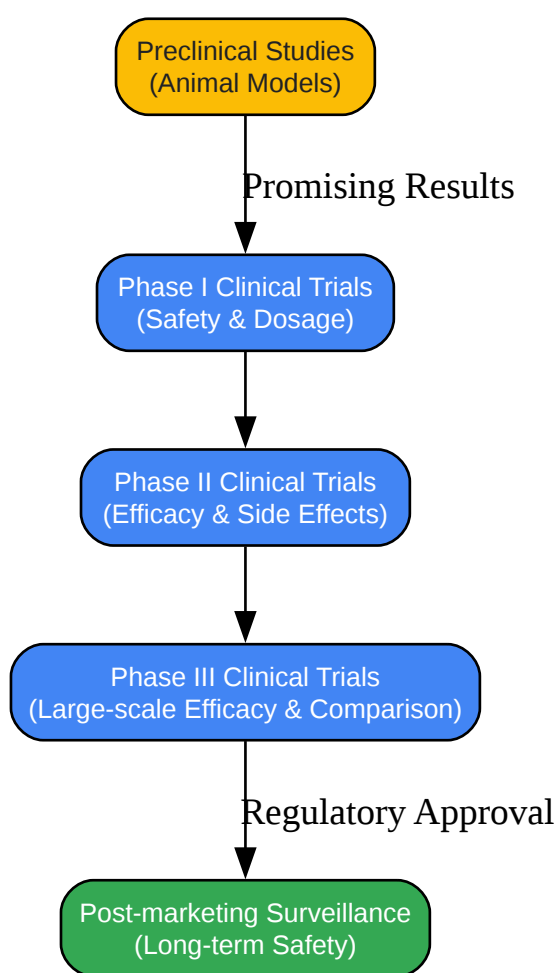 Preclinical Studies
(Animal Models)
Promising Results
Phase I Clinical Trials
(Safety & Dosage)
Phase II Clinical Trials
(Efficacy & Side Effects)
Phase III Clinical Trials
(Large-scale Efficacy & Comparison)
Regulatory Approval
Post-marketing Surveillance
(Long-term Safety)